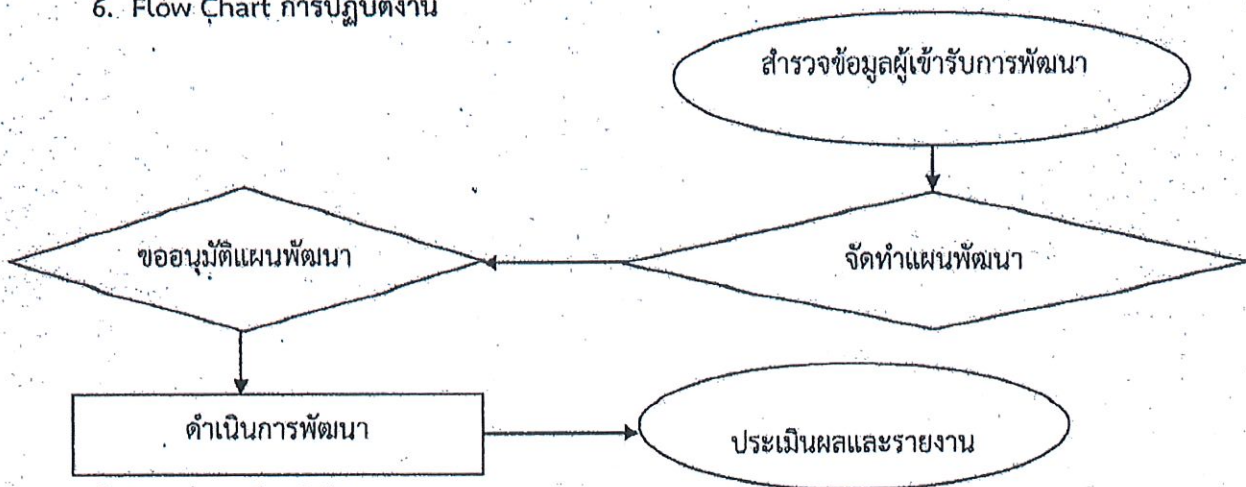 6. Flow Chart การปฏิบัติงาน
สำรวจข้อมูลผู้เข้ารับการพัฒนา
จัดทำแผนพัฒนา
ขออนุมัติแผนพัฒนา
ดำเนินการพัฒนา
ประเมินผลและรายงาน